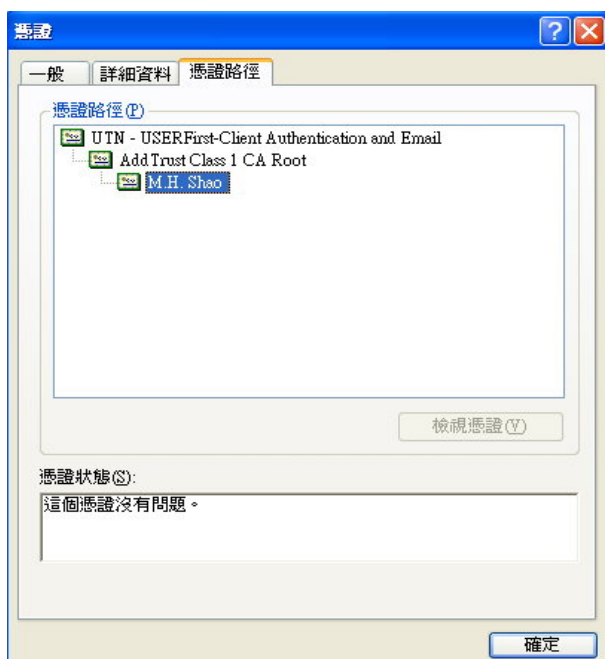 憑證
一般
詳細資料
憑證路徑
憑證路徑(P)
UTN - USERFirst-Client Authentication and Email
AddTrust Class 1 CA Root
M.H. Shao
檢視憑證(V)
憑證狀態(S):
這個憑證沒有問題。
確定